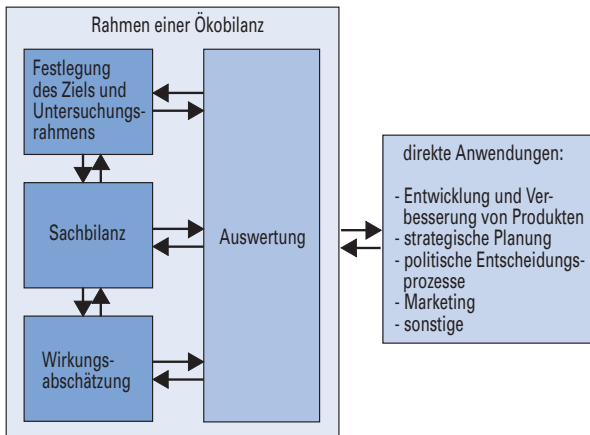 Rahmen einer Ökobilanz
Festlegung
des Ziels und
Untersuchungs-
rahmens
Sachbilanz
Wirkungs-
abschätzung
Auswertung
direkte Anwendungen:
- Entwicklung und Ver-
besserung von Produkten
- strategische Planung
- politische Entscheidungs-
prozesse
- Marketing
- sonstige